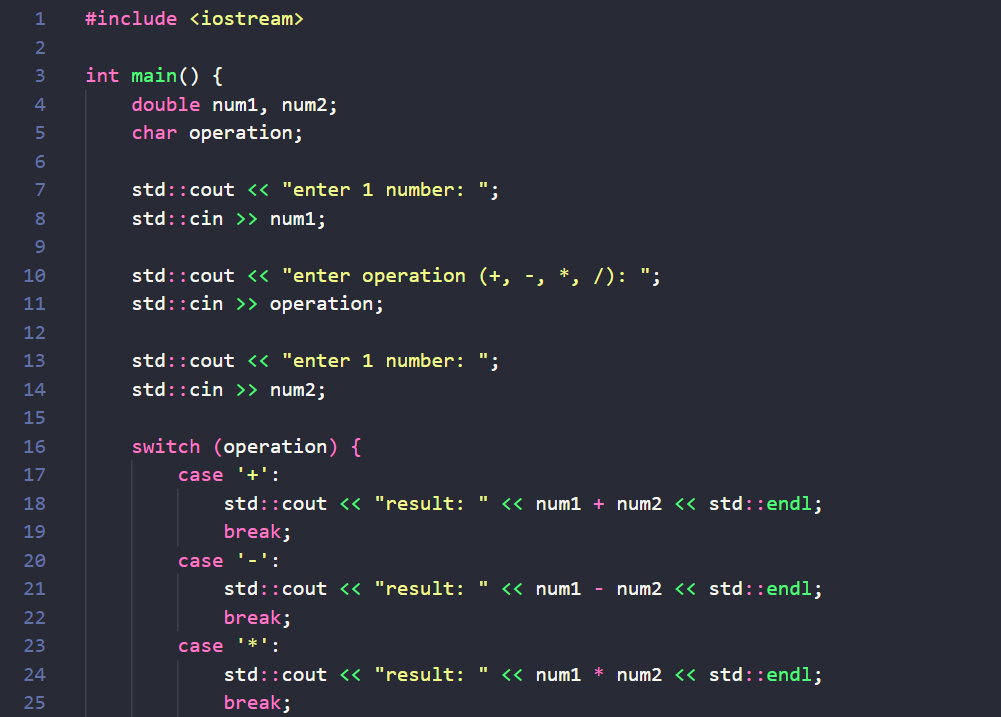 1 #include <iostream>
2
3 int main() {
4     double num1, num2;
5     char operation;
6
7     std::cout << "enter 1 number: ";
8     std::cin >> num1;
9
10     std::cout << "enter operation (+, -, *, /): ";
11     std::cin >> operation;
12
13     std::cout << "enter 1 number: ";
14     std::cin >> num2;
15
16     switch (operation) {
17         case '+':
18             std::cout << "result: " << num1 + num2 << std::endl;
19             break;
20         case '-':
21             std::cout << "result: " << num1 - num2 << std::endl;
22             break;
23         case '*':
24             std::cout << "result: " << num1 * num2 << std::endl;
25             break;